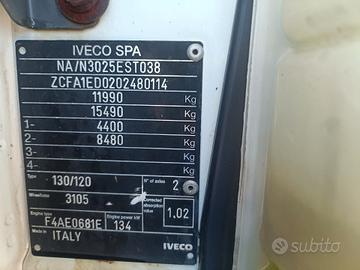 IVECO SPA
NA/N3025EST038
ZCFA1ED0202480114
11990 Kg
15490 Kg
1- 4400 Kg
2- 8480 Kg
3- Kg
4- Kg
Type 130/120 N° of axles 2
Wheelbase 3105 Corrected absorption value 1.02
Engine type F4AE0681E Engine power kW 134
Made in ITALY IVECO
subito